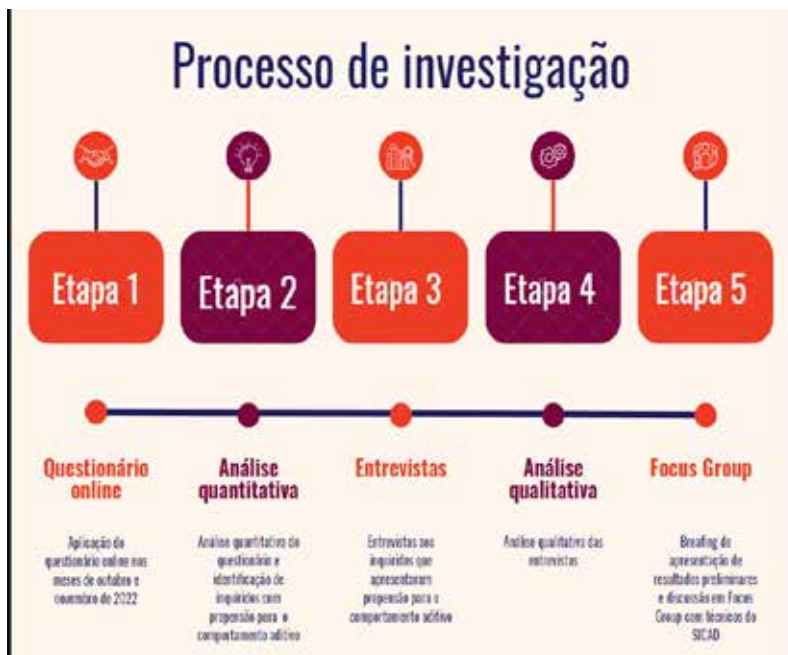 Processo de investigação
Etapa 1
Etapa 2
Etapa 3
Etapa 4
Etapa 5
Questionário
online
Aplicação do
questionário online nos
meses de outubro e
novembro de 2022
Análise
quantitativa
Análise quantitativa do
questionário e
identificação de
inquiridos com
propensão para o
comportamento aditivo
Entrevistas
Entrevistas aos
inquiridos que
apresentaram
propensão para o
comportamento aditivo
Análise
qualitativa
Análise qualitativa das
entrevistas
Focus Group
apresentação de
resultados preliminares
e discussão em Focus
Group com técnicos do
SICAD